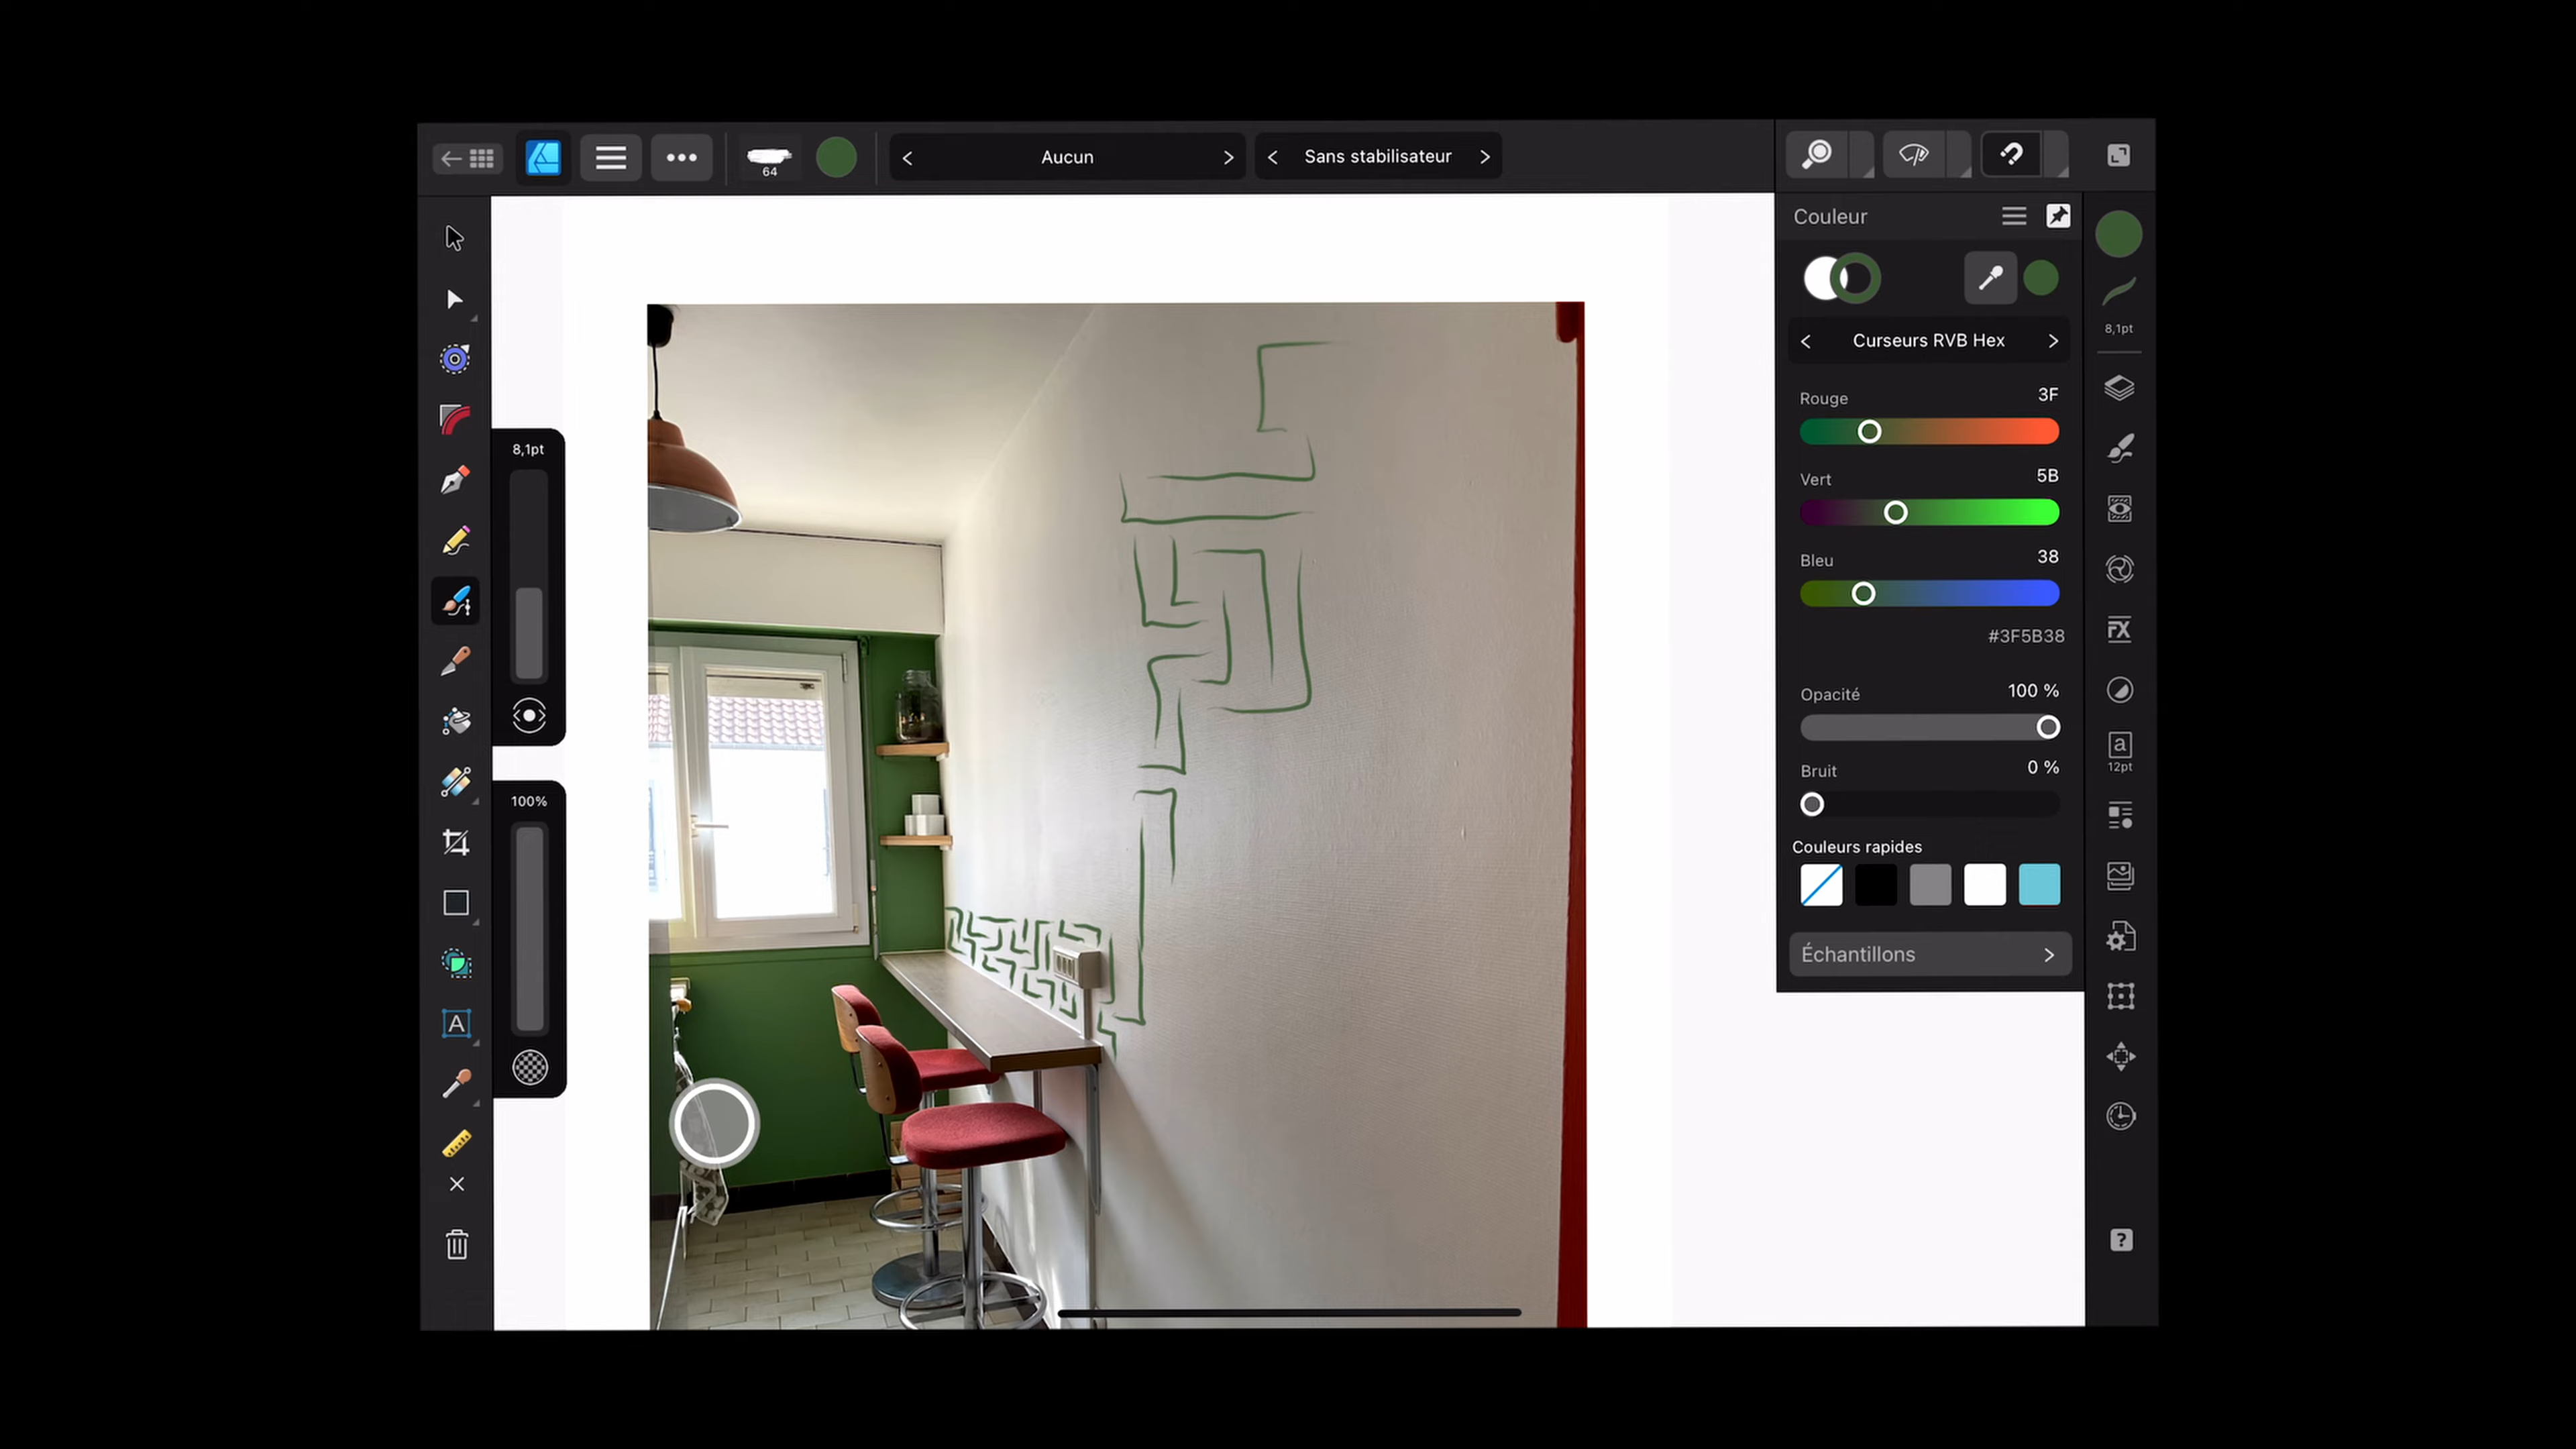 64
Aucun
Sans stabilisateur
Couleur
8,1pt
Curseurs RVB Hex
Rouge 3F
Vert 5B
Bleu 38
#3F5B38
Opacité 100 %
Bruit 0 %
Couleurs rapides
Échantillons
8,1pt
100%
A
FX
a
12pt
?